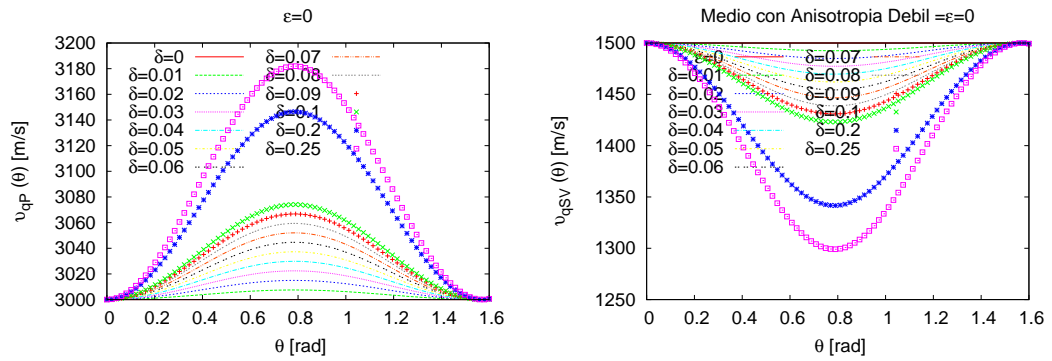 ε=0
3200
3180
3160
3140
3120
3100
3080
3060
3040
3020
3000
0 0.2 0.4 0.6 0.8 1 1.2 1.4 1.6
υqP (θ) [m/s]
θ [rad]
δ=0
δ=0.01
δ=0.02
δ=0.03
δ=0.04
δ=0.05
δ=0.06
δ=0.07
δ=0.08
δ=0.09
δ=0.1
δ=0.2
δ=0.25
Medio con Anisotropia Debil =ε=0
1500
1450
1400
1350
1300
1250
0 0.2 0.4 0.6 0.8 1 1.2 1.4 1.6
υqSV (θ) [m/s]
θ [rad]
δ=0
δ=0.01
δ=0.02
δ=0.03
δ=0.04
δ=0.05
δ=0.06
δ=0.07
δ=0.08
δ=0.09
δ=0.1
δ=0.2
δ=0.25